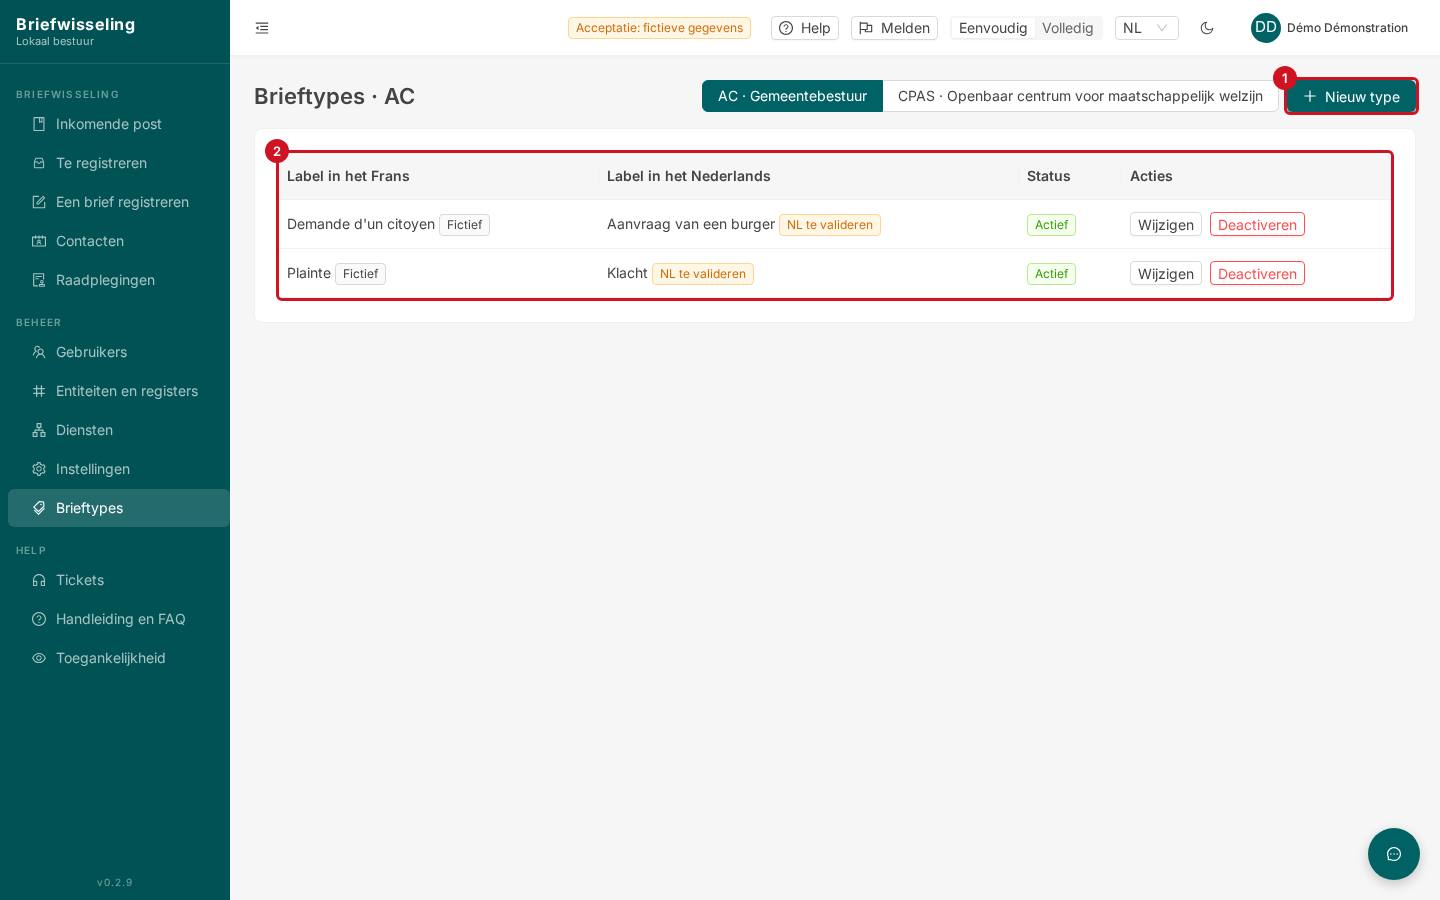 Briefwisseling
Lokaal bestuur
BRIEFWISSELING
Inkomende post
Te registreren
Een brief registreren
Contacten
Raadplegingen
BEHEER
Gebruikers
Entiteiten en registers
Diensten
Instellingen
Brieftypes
HELP
Tickets
Handleiding en FAQ
Toegankelijkheid
v0.2.9
Acceptatie: fictieve gegevens
Help
Melden
Eenvoudig Volledig
NL
DD Démo Démonstration
Brieftypes · AC
AC · Gemeentebestuur
CPAS · Openbaar centrum voor maatschappelijk welzijn
1
Nieuw type
2
Label in het Frans Label in het Nederlands Status Acties
Demande d'un citoyen Fictief Aanvraag van een burger NL te valideren Actief Wijzigen Deactiveren
Plainte Fictief Klacht NL te valideren Actief Wijzigen Deactiveren